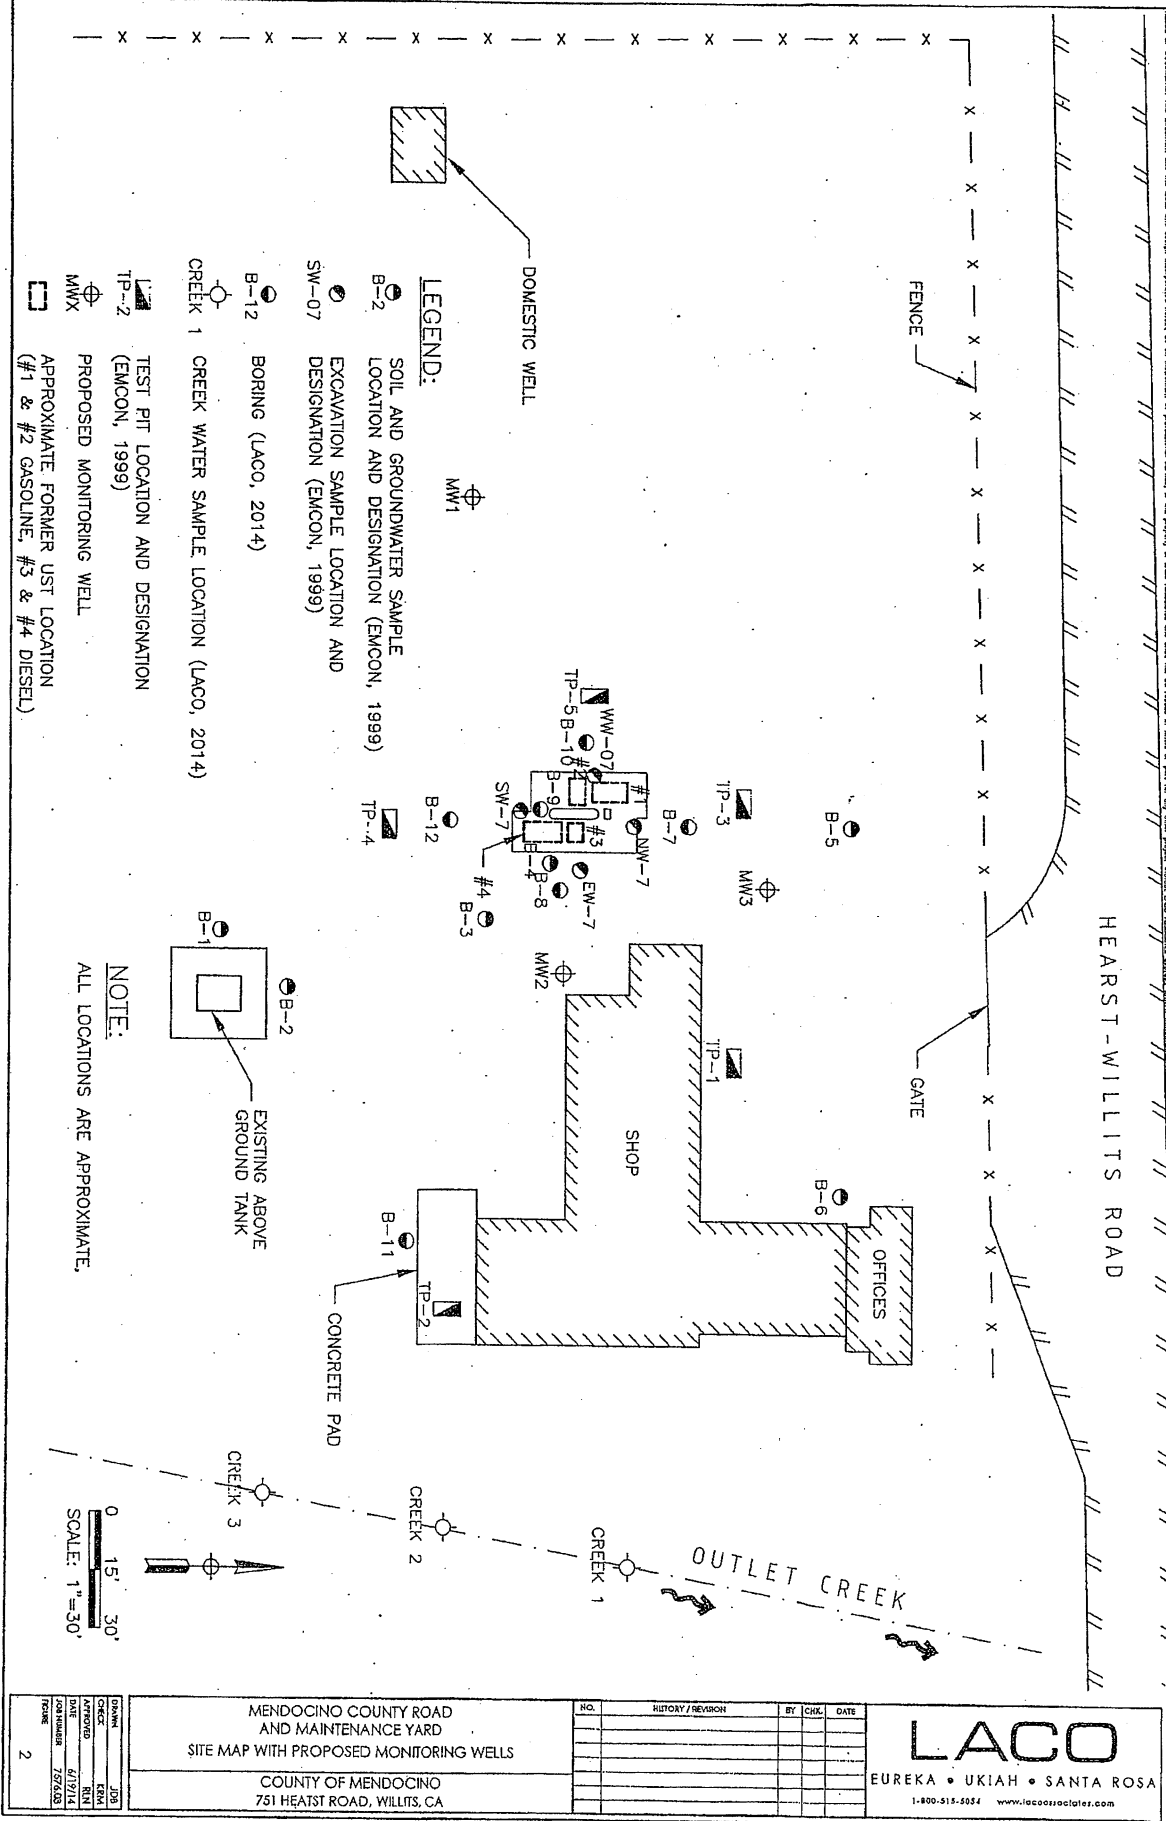 HEARST-WILLITS ROAD
FENCE
GATE
DOMESTIC WELL
MW1
TP-5
WW-07
B-10
#2
#1
B-9
SW-7
#3
B-4
#4
NW-7
B-7
TP-3
B-5
MW3
EW-7
B-8
B-3
B-12
TP-4
MW2
TP-1
SHOP
B-6
OFFICES
B-11
TP-2
CONCRETE PAD
B-1
B-2
EXISTING ABOVE
GROUND TANK
OUTLET CREEK
CREEK 1
CREEK 2
CREEK 3
LEGEND:
B-2 SOIL AND GROUNDWATER SAMPLE
LOCATION AND DESIGNATION (EMCON, 1999)
SW-07 EXCAVATION SAMPLE LOCATION AND
DESIGNATION (EMCON, 1999)
B-12 BORING (LACO, 2014)
CREEK 1 CREEK WATER SAMPLE LOCATION (LACO, 2014)
TP-2 TEST PIT LOCATION AND DESIGNATION
(EMCON, 1999)
MWX PROPOSED MONITORING WELL
APPROXIMATE FORMER UST LOCATION
(#1 & #2 GASOLINE, #3 & #4 DIESEL)
NOTE:
ALL LOCATIONS ARE APPROXIMATE,
0 15' 30'
SCALE: 1"=30'
LACO
EUREKA • UKIAH • SANTA ROSA
1-800-515-5054 www.lacoassociates.com
NO. HISTORY / REVISION BY CHK. DATE
MENDOCINO COUNTY ROAD
AND MAINTENANCE YARD
SITE MAP WITH PROPOSED MONITORING WELLS
COUNTY OF MENDOCINO
751 HEATST ROAD, WILLITS, CA
DRAWN JDB
CHECK KRM
APPROVED RLN
DATE 6/19/14
JOB NUMBER 7576.03
FIGURE
2